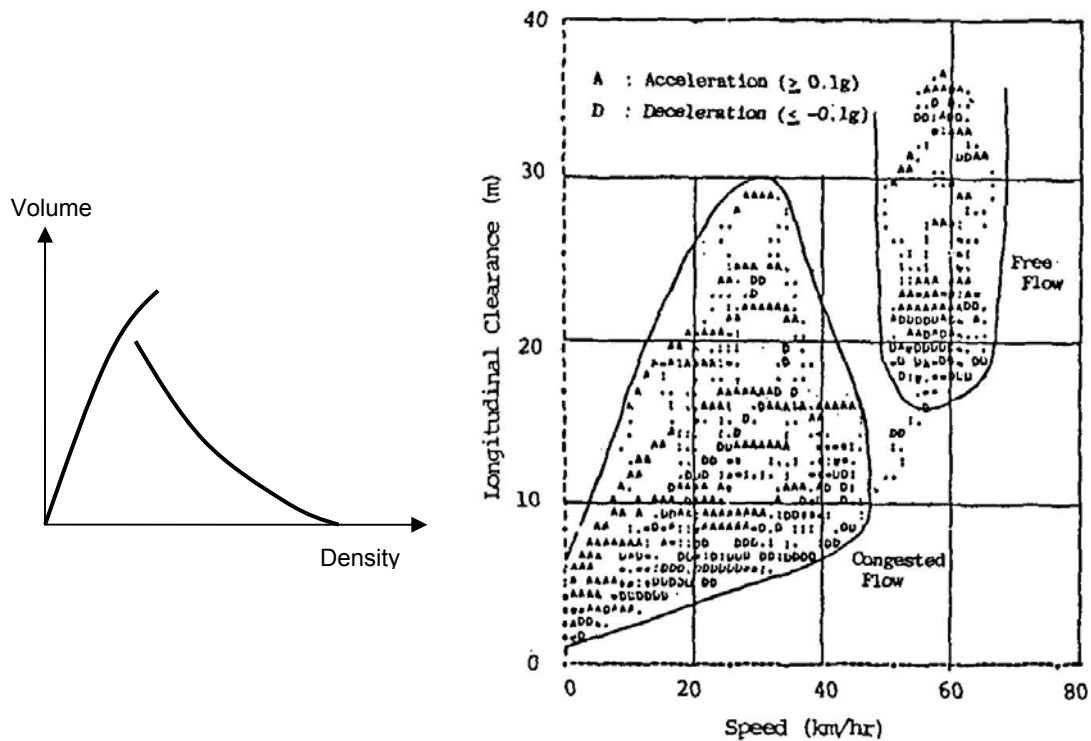 Volume
Density
40
30
20
10
0
Longitudinal Clearance (m)
A : Acceleration (≥ 0.1g)
D : Deceleration (≤ -0.1g)
Free
Flow
Congested
Flow
0 20 40 60 80
Speed (km/hr)